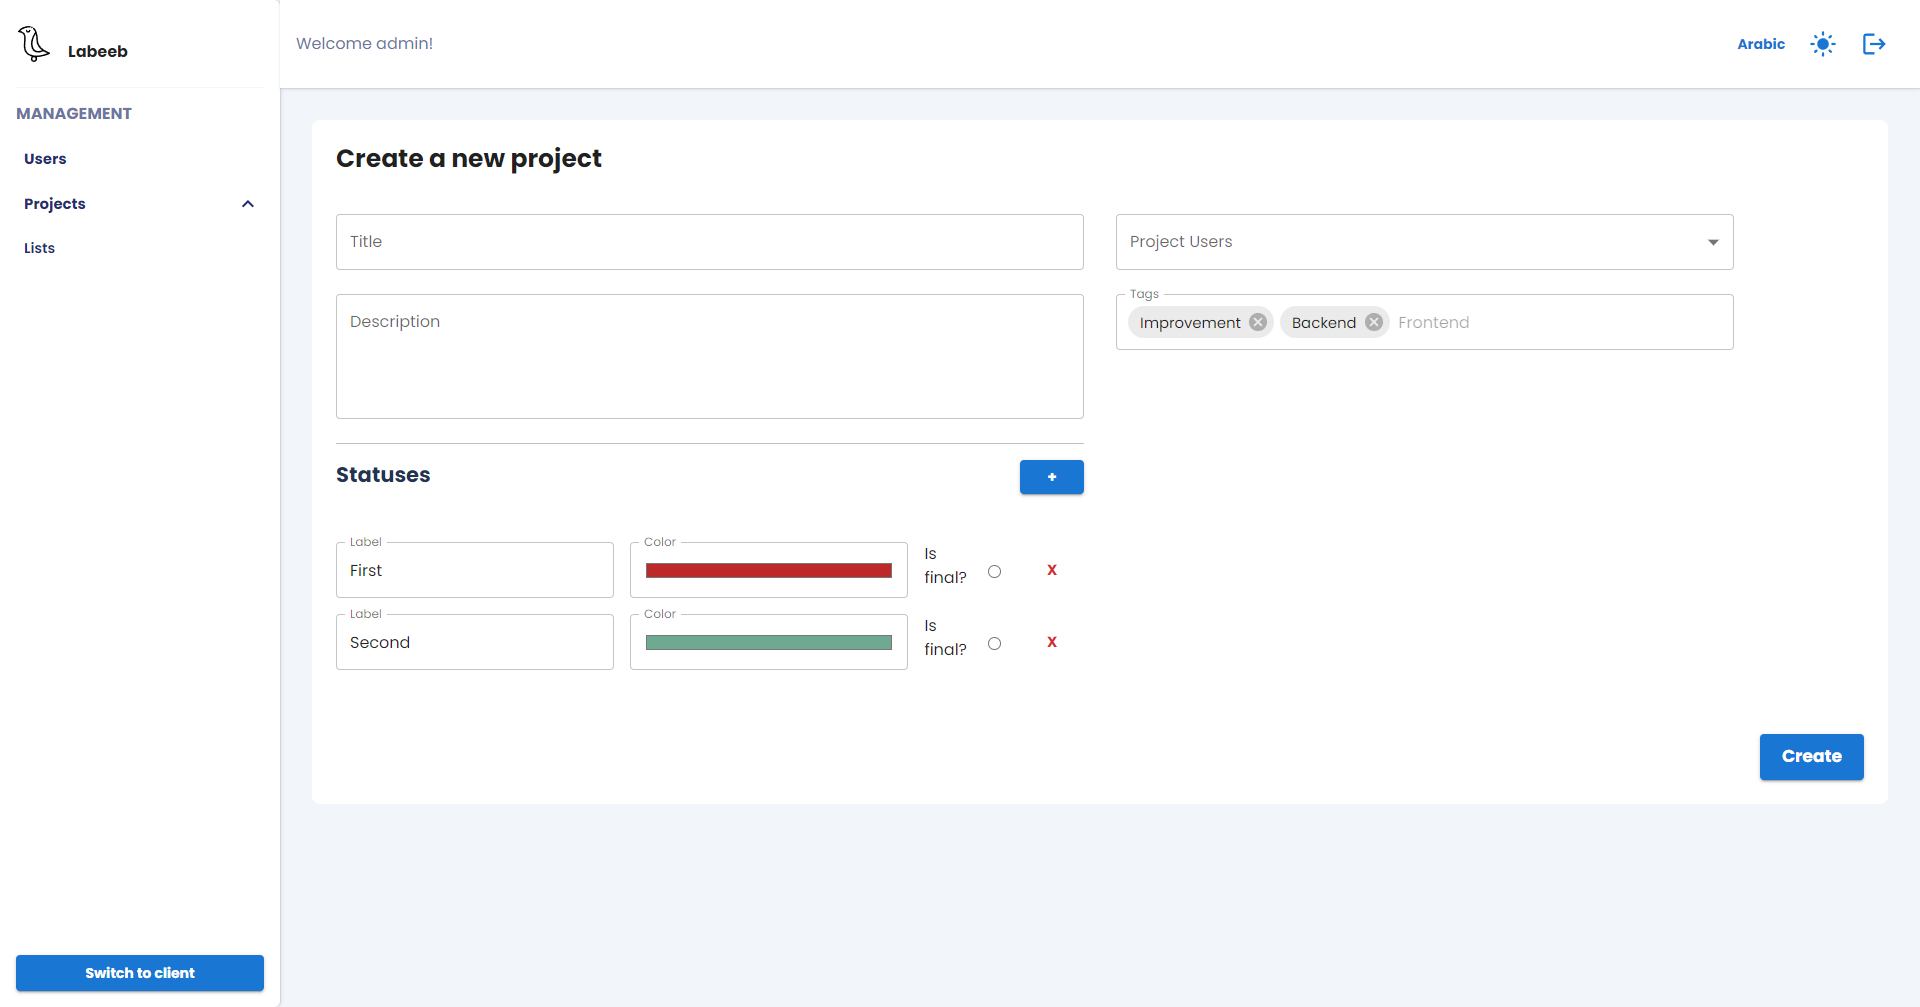 Labeeb
Welcome admin!
Arabic
MANAGEMENT
Users
Projects
Lists
Create a new project
Title
Project Users
Description
Tags
Improvement Backend Frontend
Statuses
+
Label
First
Color
Is
final?
X
Label
Second
Color
Is
final?
X
Create
Switch to client